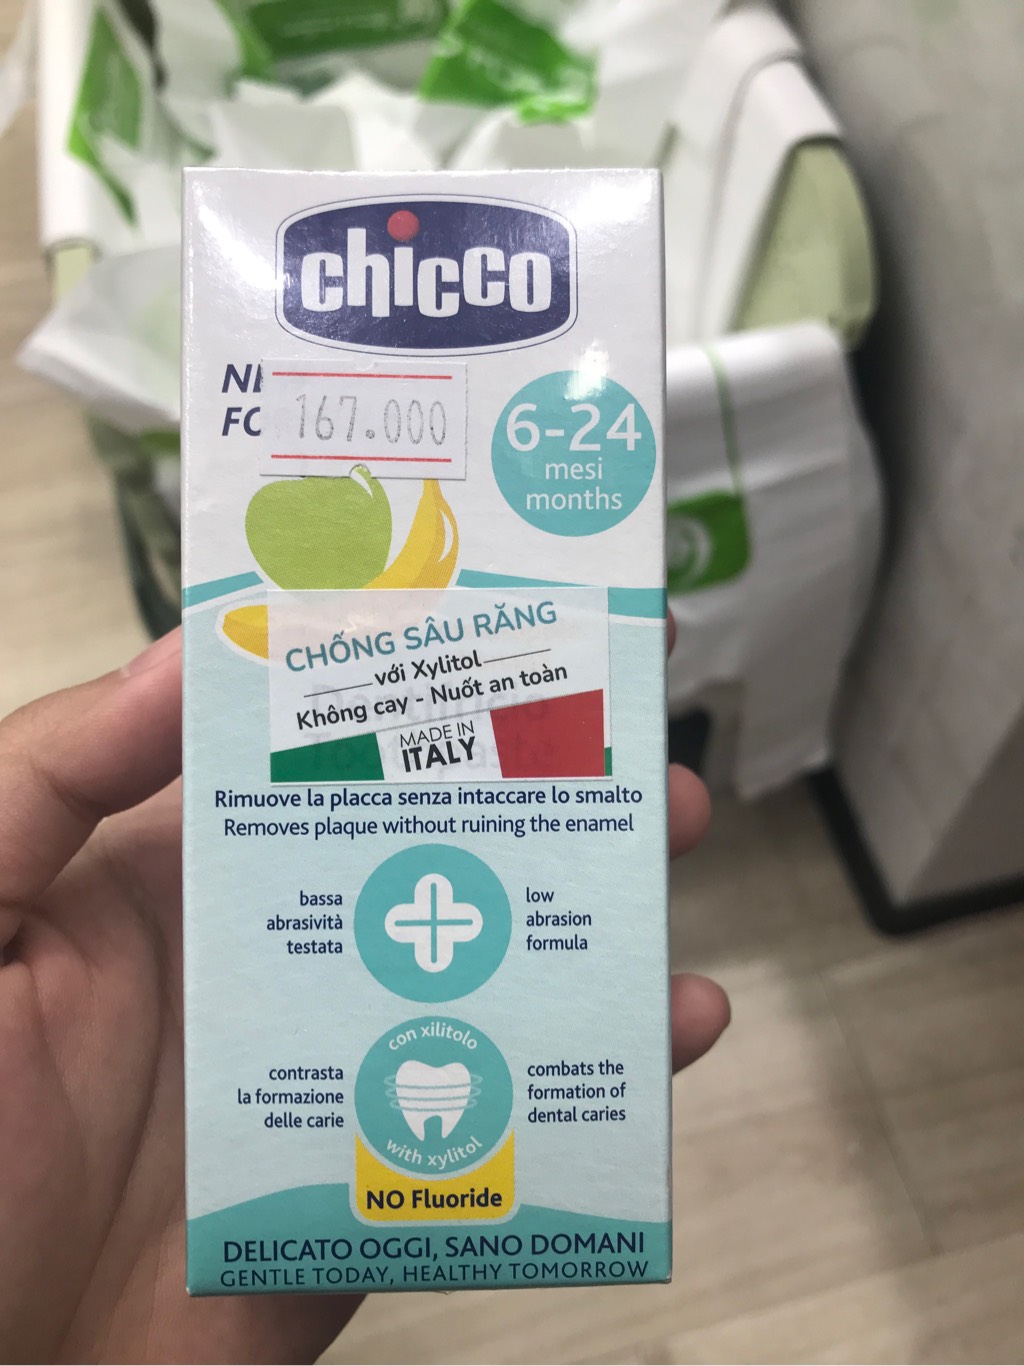 chicco
167.000
6-24
mesi
months
CHỐNG SÂU RĂNG
với Xylitol
Không cay - Nuốt an toàn
MADE IN
ITALY
Rimuove la placca senza intaccare lo smalto
Removes plaque without ruining the enamel
bassa
abrasività
testata
low
abrasion
formula
con xilitolo
contrasta
la formazione
delle carie
combats the
formation of
dental caries
with xylitol
NO Fluoride
DELICATO OGGI, SANO DOMANI
GENTLE TODAY, HEALTHY TOMORROW